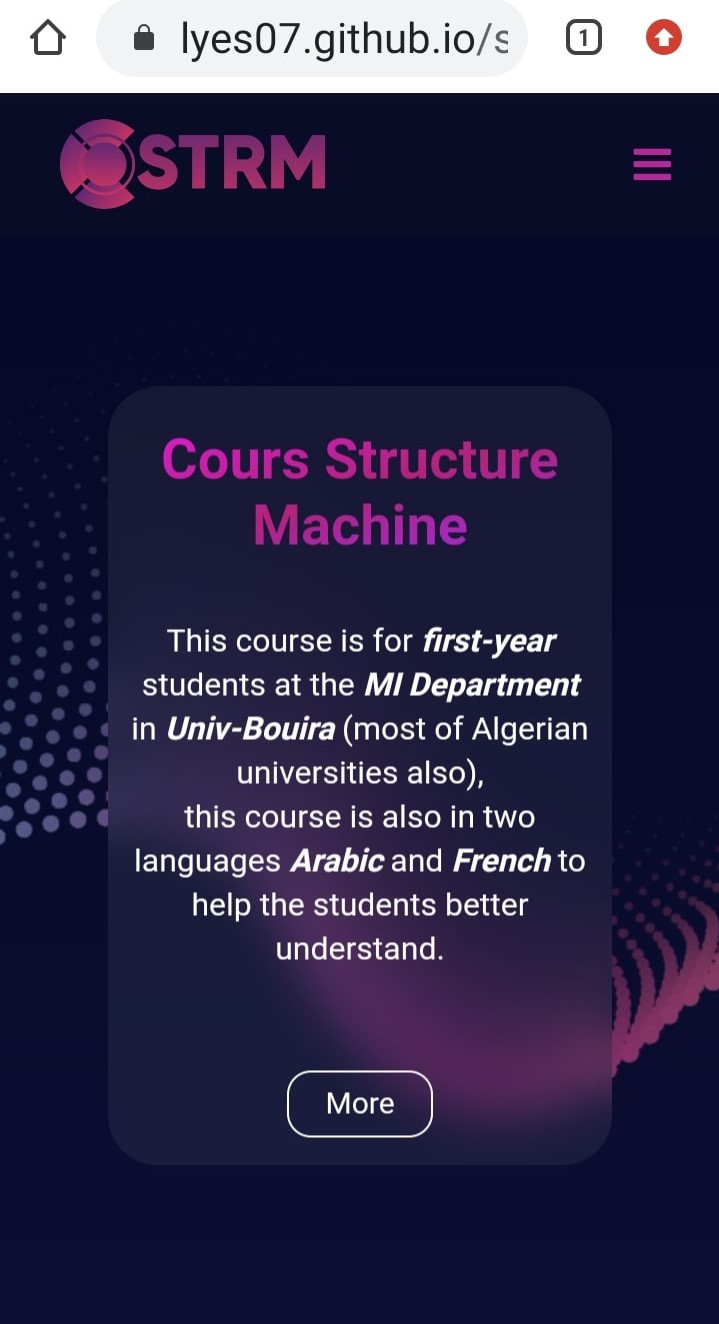 lyes07.github.io/s
1
STRM
Cours Structure
Machine
This course is for first-year
students at the MI Department
in Univ-Bouira (most of Algerian
universities also),
this course is also in two
languages Arabic and French to
help the students better
understand.
More